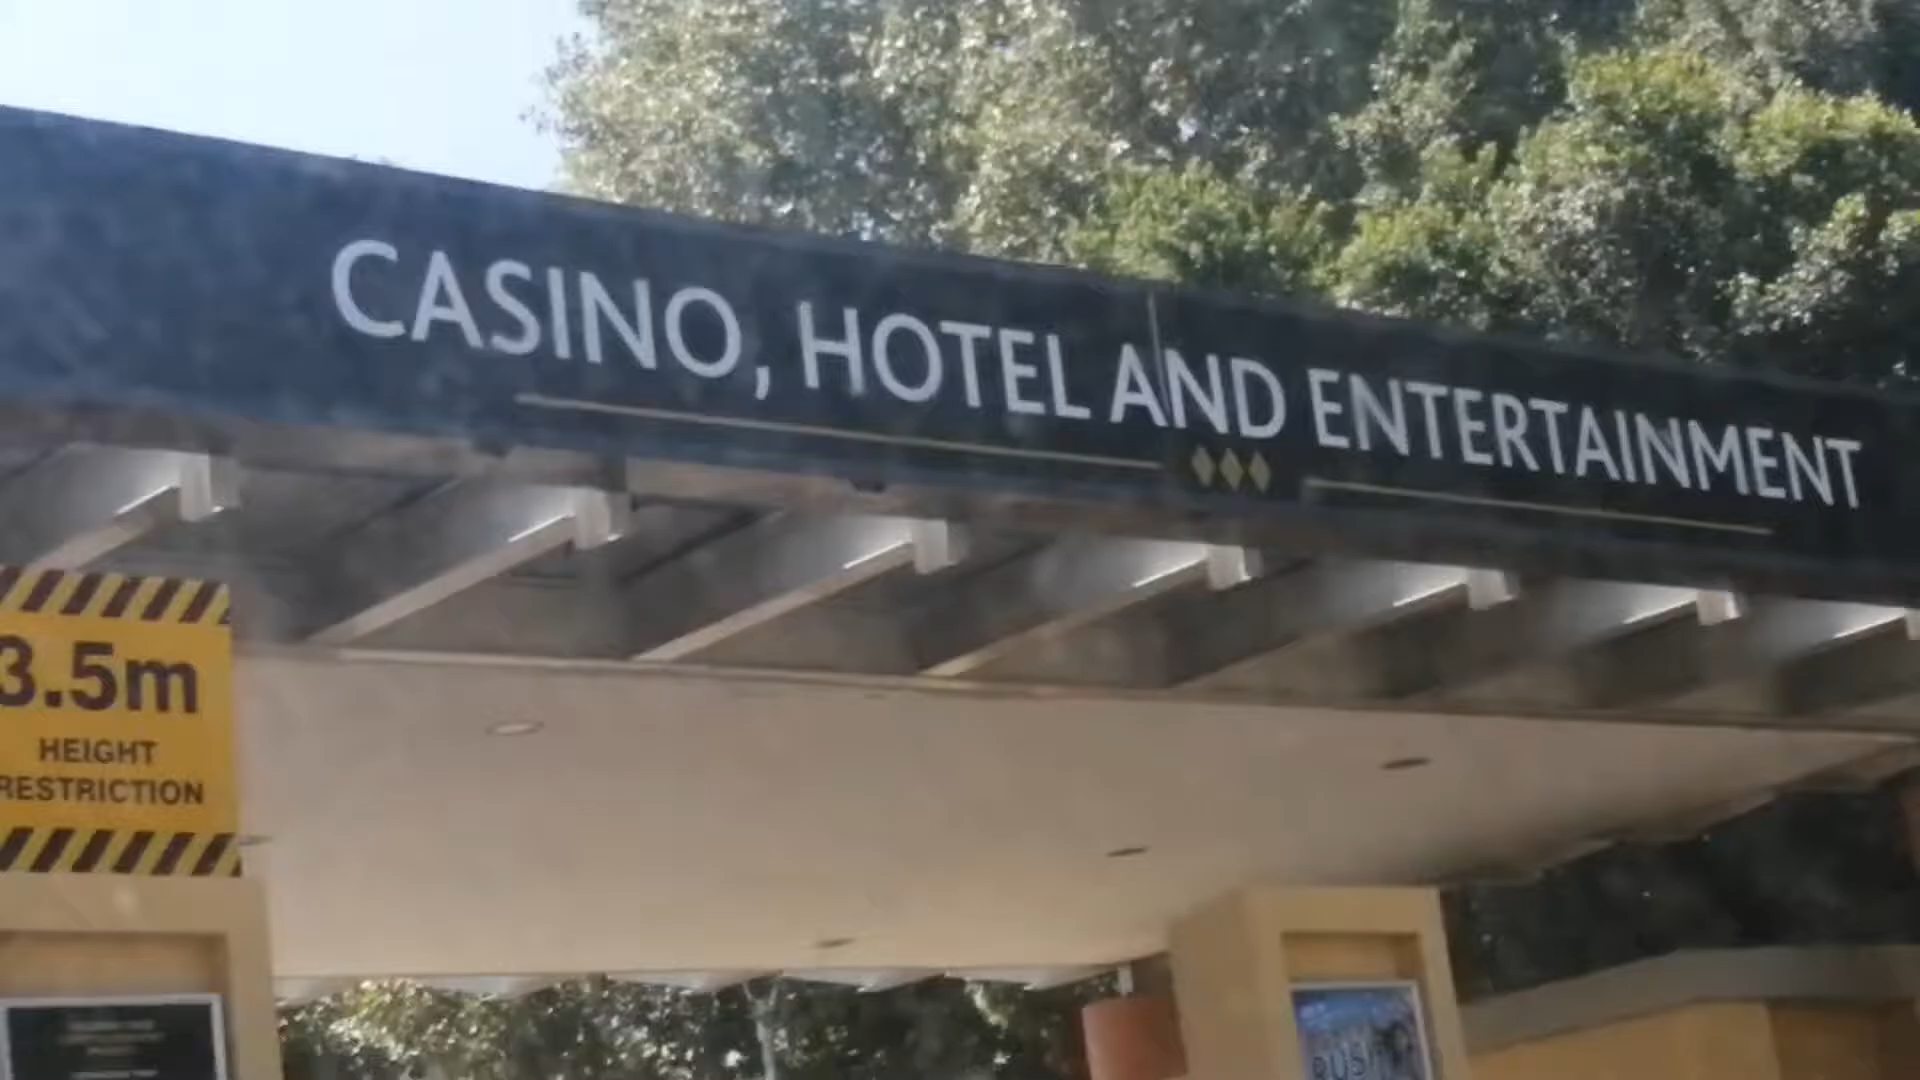 CASINO, HOTEL AND ENTERTAINMENT
3.5m
HEIGHT
RESTRICTION